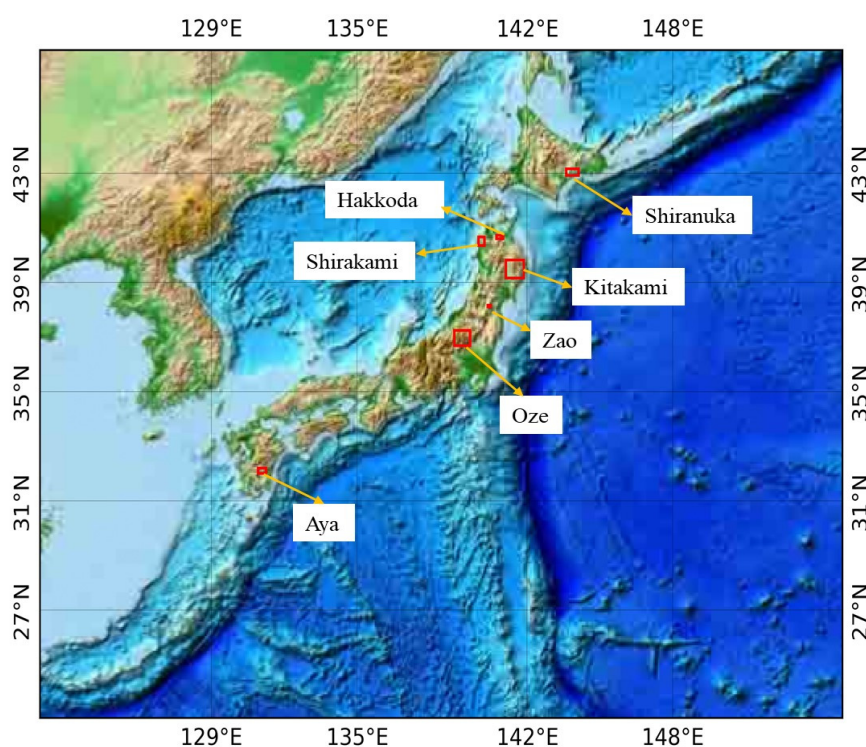 129°E 135°E 142°E 148°E
43°N 43°N
Hakkoda
Shiranuka
Shirakami
39°N Kitakami 39°N
Zao
35°N 35°N
Oze
31°N 31°N
Aya
27°N 27°N
129°E 135°E 142°E 148°E